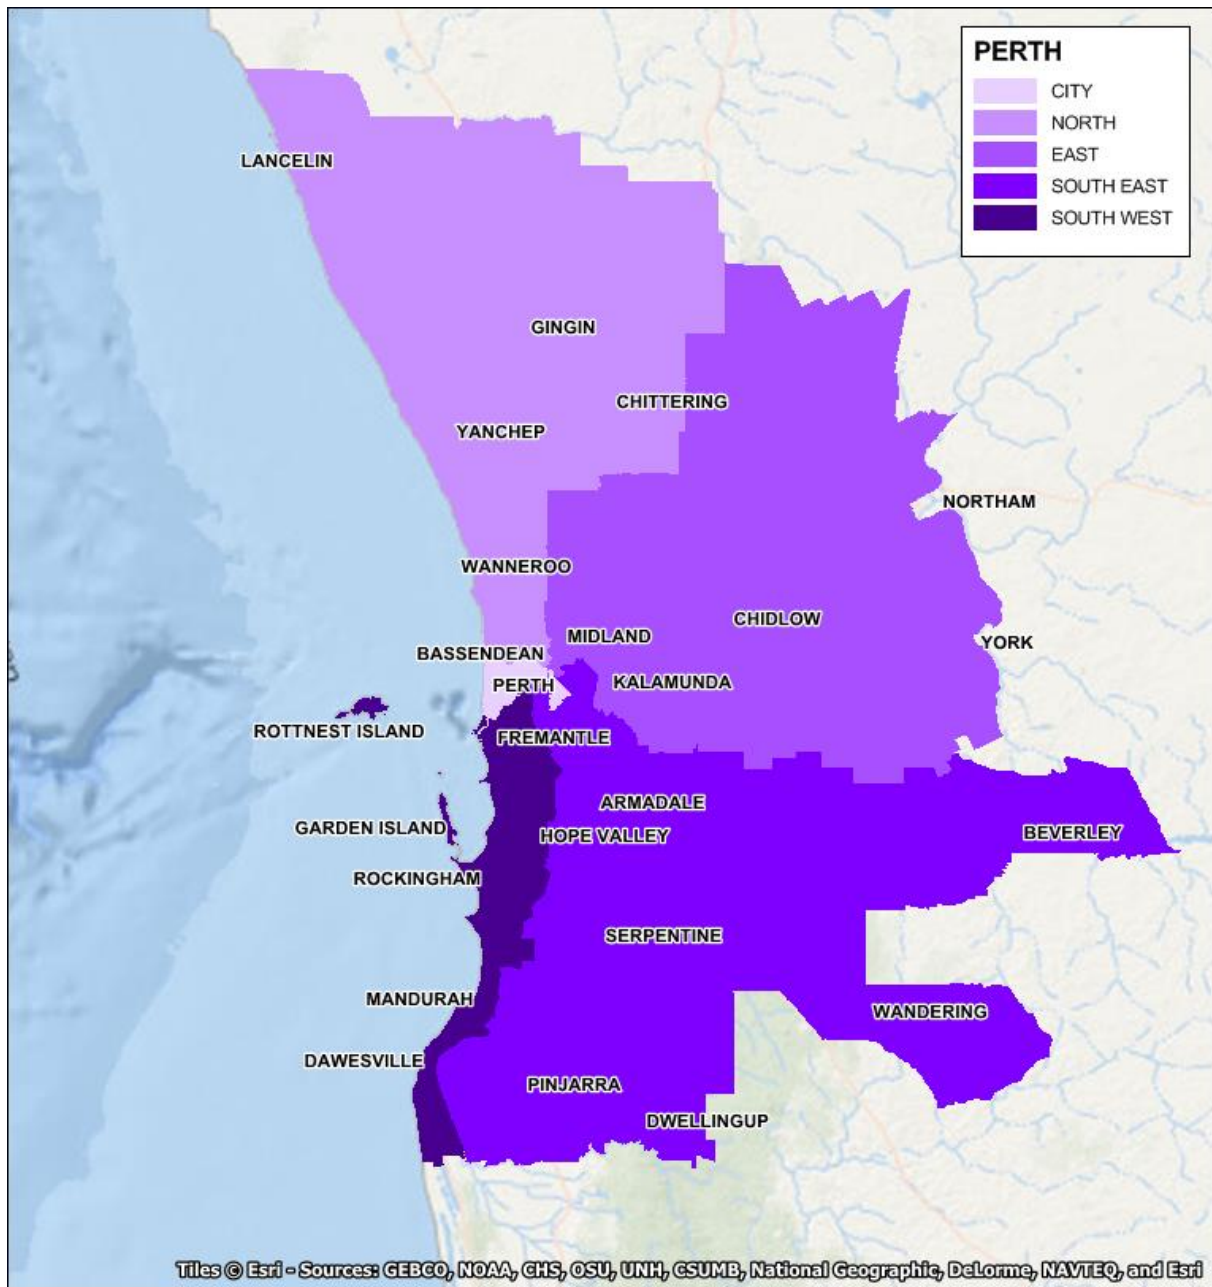 PERTH
CITY
NORTH
EAST
SOUTH EAST
SOUTH WEST
LANCELIN
GINGIN
CHITTERING
YANCHEP
NORTHAM
WANNEROO
CHIDLOW
MIDLAND
YORK
BASSENDEAN
KALAMUNDA
PERTH
ROTTNEST ISLAND
FREMANTLE
ARMADALE
GARDEN ISLAND
HOPE VALLEY
BEVERLEY
ROCKINGHAM
SERPENTINE
MANDURAH
WANDERING
DAWESVILLE
PINJARRA
DWELLINGUP
Tiles © Esri - Sources: GEBCO, NOAA, CHS, OSU, UNH, CSUMB, National Geographic, DeLorme, NAVTEQ, and Esri